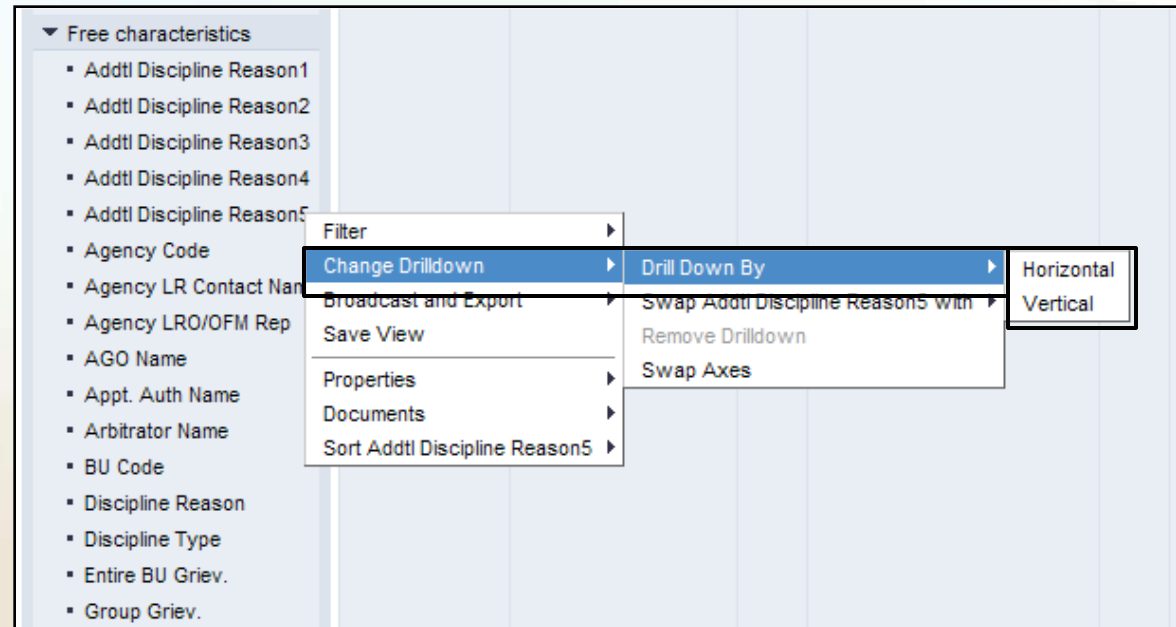 Free characteristics
Addtl Discipline Reason1
Addtl Discipline Reason2
Addtl Discipline Reason3
Addtl Discipline Reason4
Addtl Discipline Reason5
Agency Code
Agency LR Contact Nam
Agency LRO/OFM Rep
AGO Name
Appt. Auth Name
Arbitrator Name
BU Code
Discipline Reason
Discipline Type
Entire BU Griev.
Group Griev.
Filter
Change Drilldown
Broadcast and Export
Save View
Properties
Documents
Sort Addtl Discipline Reason5
Drill Down By
Swap Addtl Discipline Reason5 with
Remove Drilldown
Swap Axes
Horizontal
Vertical